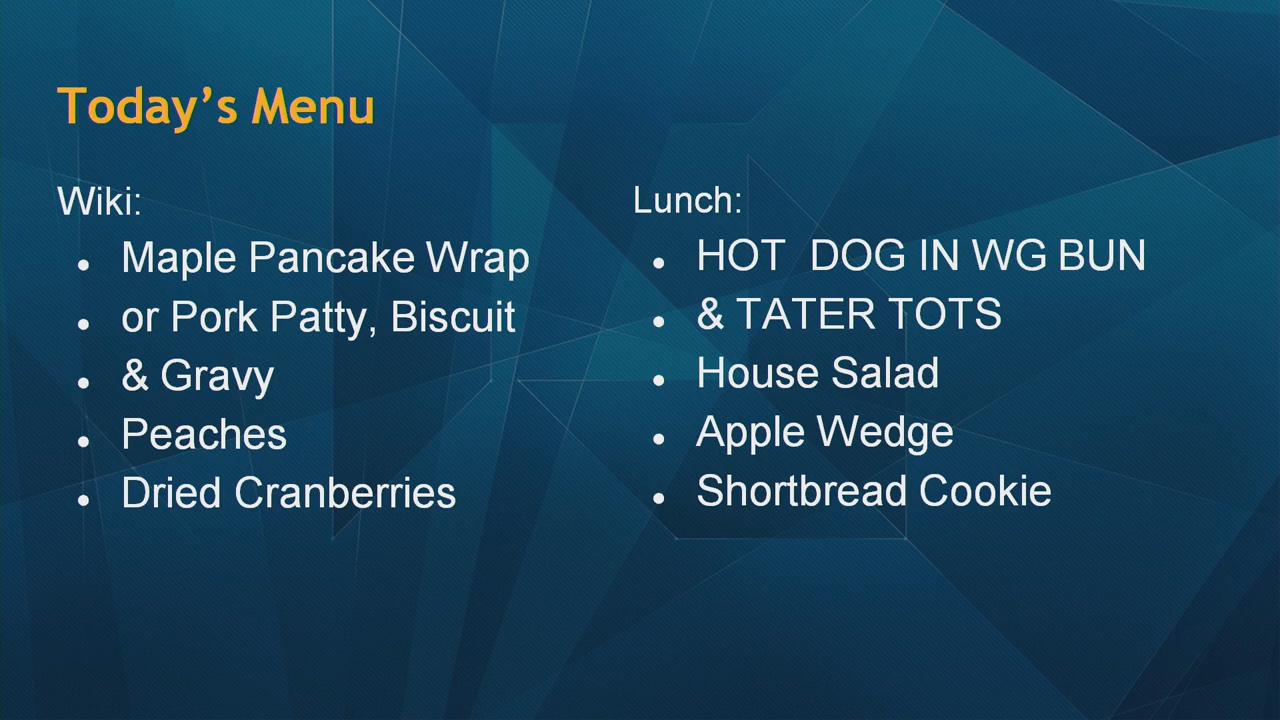 Today’s Menu
Wiki:
Maple Pancake Wrap
or Pork Patty, Biscuit
& Gravy
Peaches
Dried Cranberries
Lunch:
HOT  DOG IN WG BUN
& TATER TOTS
House Salad
Apple Wedge
Shortbread Cookie